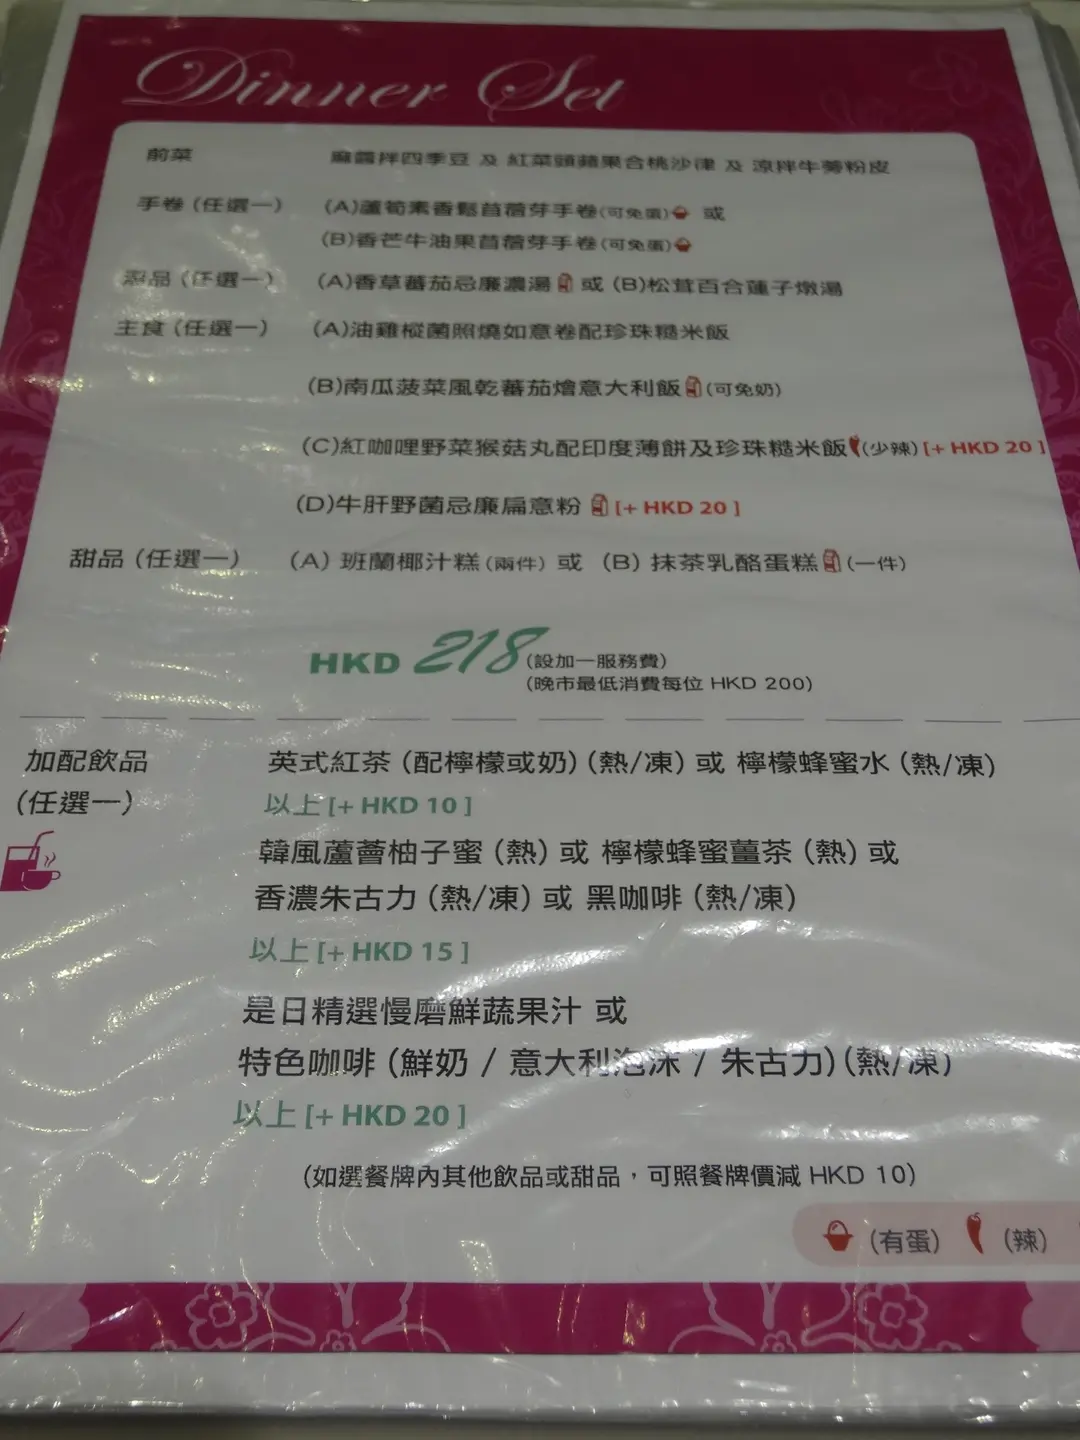 Dinner Set
前菜 麻醬拌四季豆 及 紅菜頭蘋果合桃沙律 及 涼拌牛蒡粉皮
手卷 (任選一) (A)蘆筍素香鬆苜蓿芽手卷(可免蛋) 或
(B)香芒牛油果苜蓿芽手卷(可免蛋)
湯品 (任選一) (A)香草蕃茄忌廉濃湯 或 (B)松茸百合蓮子燉湯
主食 (任選一) (A)油雞樅菌照燒如意卷配珍珠糙米飯
(B)南瓜菠菜風乾蕃茄燴意大利飯 (可免奶)
(C)紅咖哩野菜猴菇丸配印度薄餅及珍珠糙米飯 (少辣) [+ HKD 20 ]
(D)牛肝野菌忌廉扁意粉 [+ HKD 20 ]
甜品 (任選一) (A) 班蘭椰汁糕 (兩件) 或 (B) 抹茶乳酪蛋糕 (一件)
HKD 218 (設加一服務費)
(晚市最低消費每位 HKD 200)
加配飲品 英式紅茶 (配檸檬或奶) (熱/凍) 或 檸檬蜂蜜水 (熱/凍)
(任選一) 以上 [+ HKD 10 ]
韓風蘆薈柚子蜜 (熱) 或 檸檬蜂蜜薑茶 (熱) 或
香濃朱古力 (熱/凍) 或 黑咖啡 (熱/凍)
以上 [+ HKD 15 ]
是日精選慢磨鮮蔬果汁 或
特色咖啡 (鮮奶 / 意大利泡沫 / 朱古力) (熱/凍)
以上 [+ HKD 20 ]
(如選餐牌內其他飲品或甜品，可照餐牌價減 HKD 10)
(有蛋) (辣)